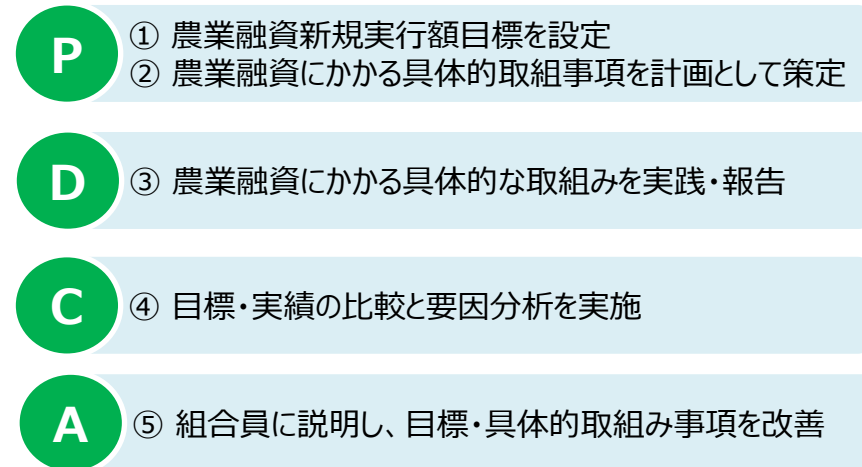 P
① 農業融資新規実行額目標を設定
② 農業融資にかかる具体的取組事項を計画として策定
D
③ 農業融資にかかる具体的な取組みを実践・報告
C
④ 目標・実績の比較と要因分析を実施
A
⑤ 組合員に説明し、目標・具体的取組み事項を改善